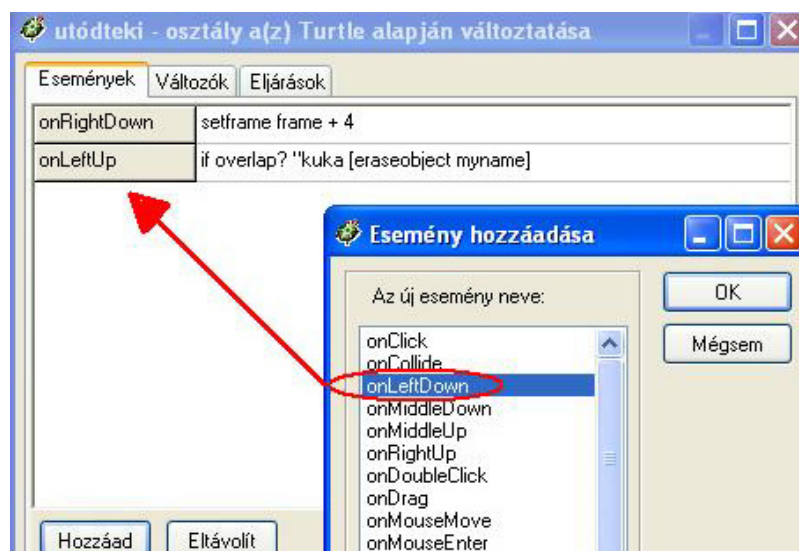 utódteki - osztály a(z) Turtle alapján változtatása
Események Változók Eljárások
onRightDown setframe frame + 4
onLeftUp if overlap? "kuka [eraseobject myname]
Esemény hozzáadása
Az új esemény neve:
OK
Mégsem
onClick
onCollide
onLeftDown
onMiddleDown
onMiddleUp
onRightUp
onDoubleClick
onDrag
onMouseMove
onMouseEnter
Hozzáad Eltávolít